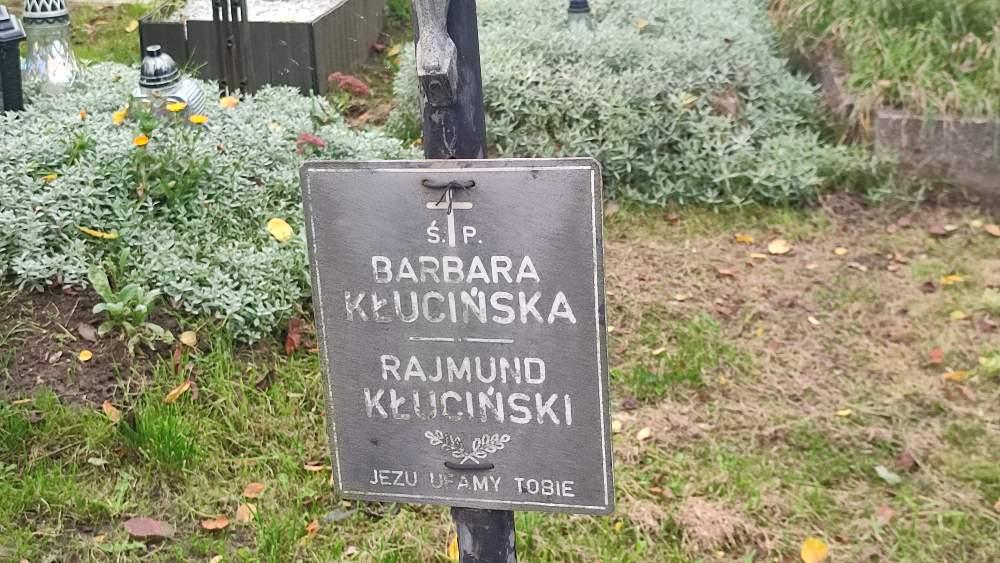 Ś. P.
BARBARA
KŁUCIŃSKA
RAJMUND
KŁUCIŃSKI
JEZU UFAMY TOBIE